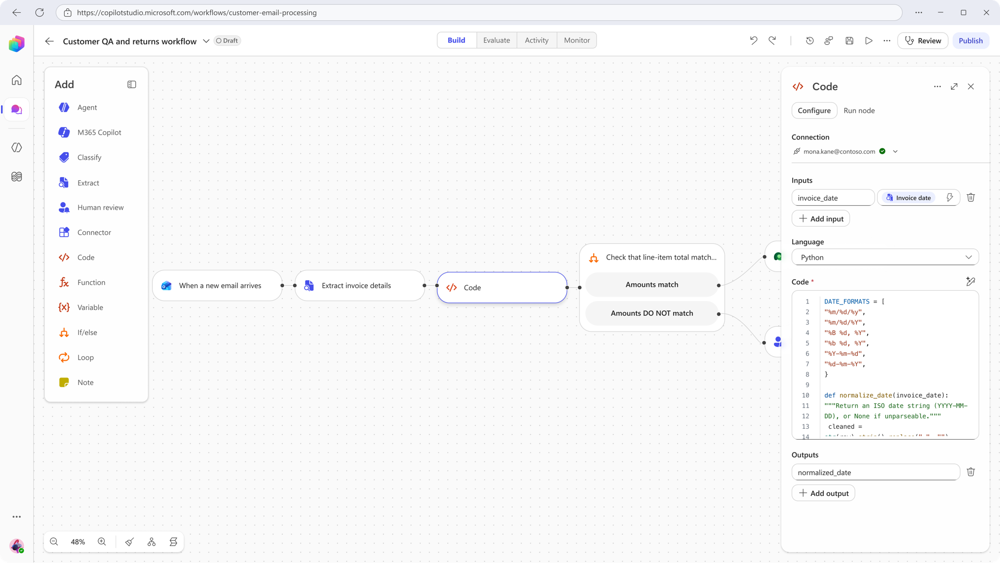 https://copilotstudio.microsoft.com/workflows/customer-email-processing
Customer QA and returns workflow
Draft
Build
Evaluate
Activity
Monitor
Review
Publish
Add
Agent
M365 Copilot
Classify
Extract
Human review
Connector
Code
Function
Variable
If/else
Loop
Note
When a new email arrives
Extract invoice details
Code
Check that line-item total match...
Amounts match
Amounts DO NOT match
48%
Code
Configure
Run node
Connection
mona.kane@contoso.com
Inputs
invoice_date
Invoice date
Add input
Language
Python
Code *
1 DATE_FORMATS = [
2 "%m/%d/%y",
3 "%m/%d/%Y",
4 "%B %d, %Y",
5 "%b %d, %Y",
6 "%Y-%m-%d",
7 "%d-%m-%Y",
8 }
9
10 def normalize_date(invoice_date):
11 """Return an ISO date string (YYYY-MM-
12 DD), or None if unparseable."""
13 cleaned =
14
Outputs
normalized_date
Add output